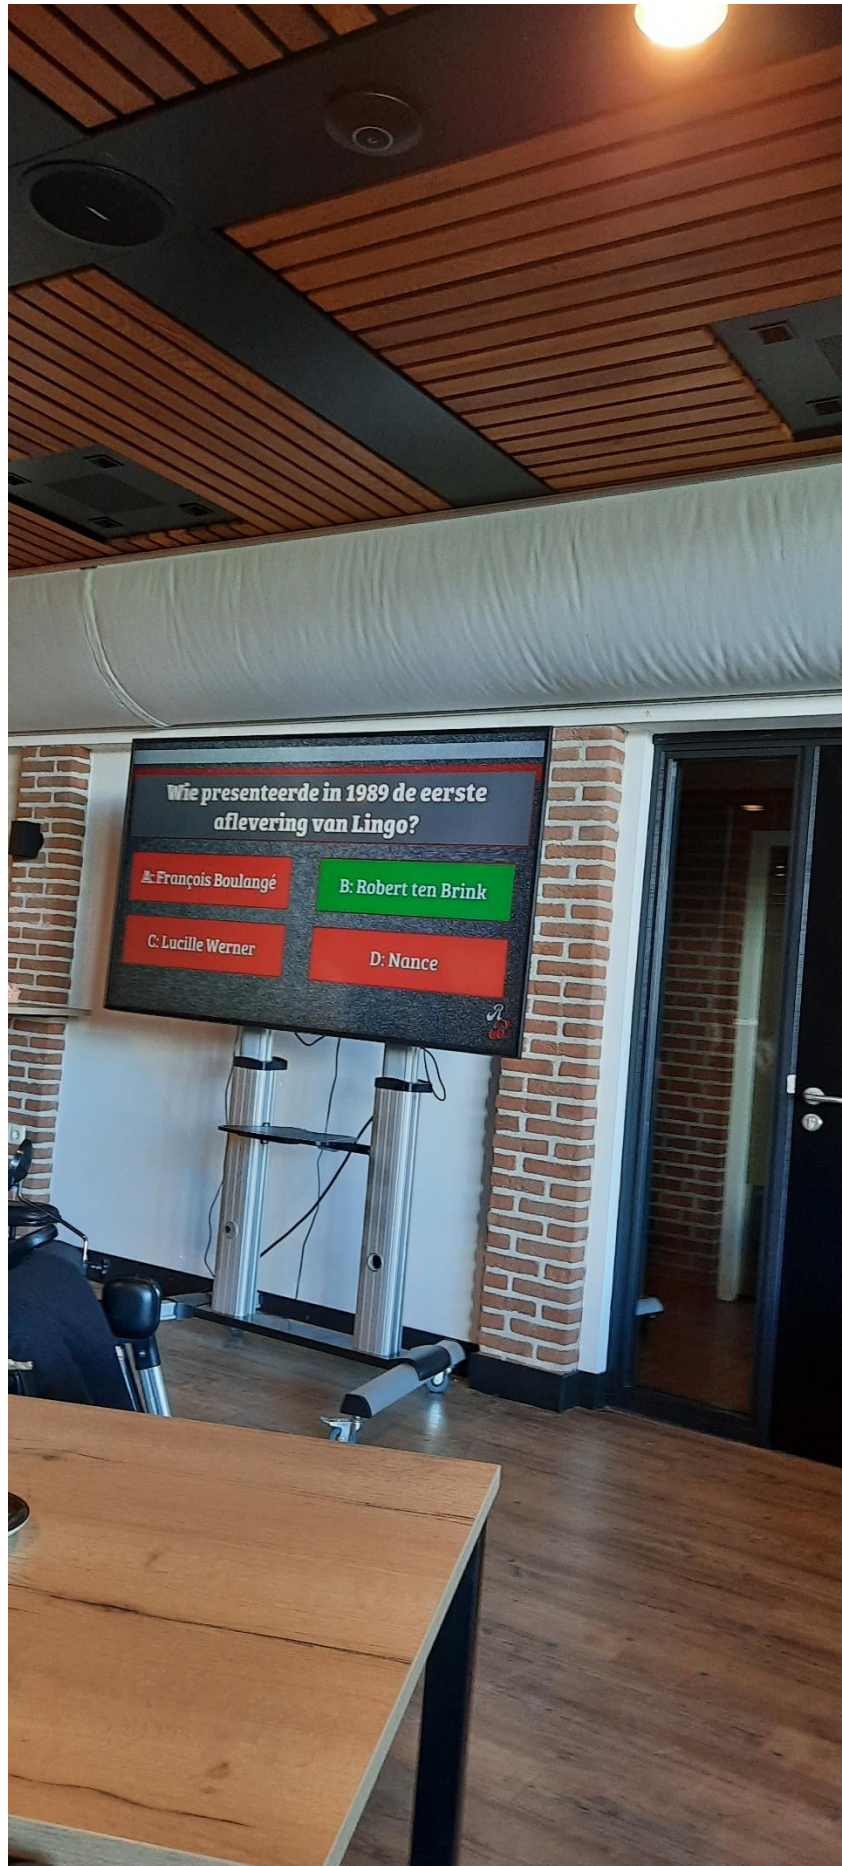 Wie presenteerde in 1989 de eerste
aflevering van Lingo?
A: François Boulangé
B: Robert ten Brink
C: Lucille Werner
D: Nance
R
B